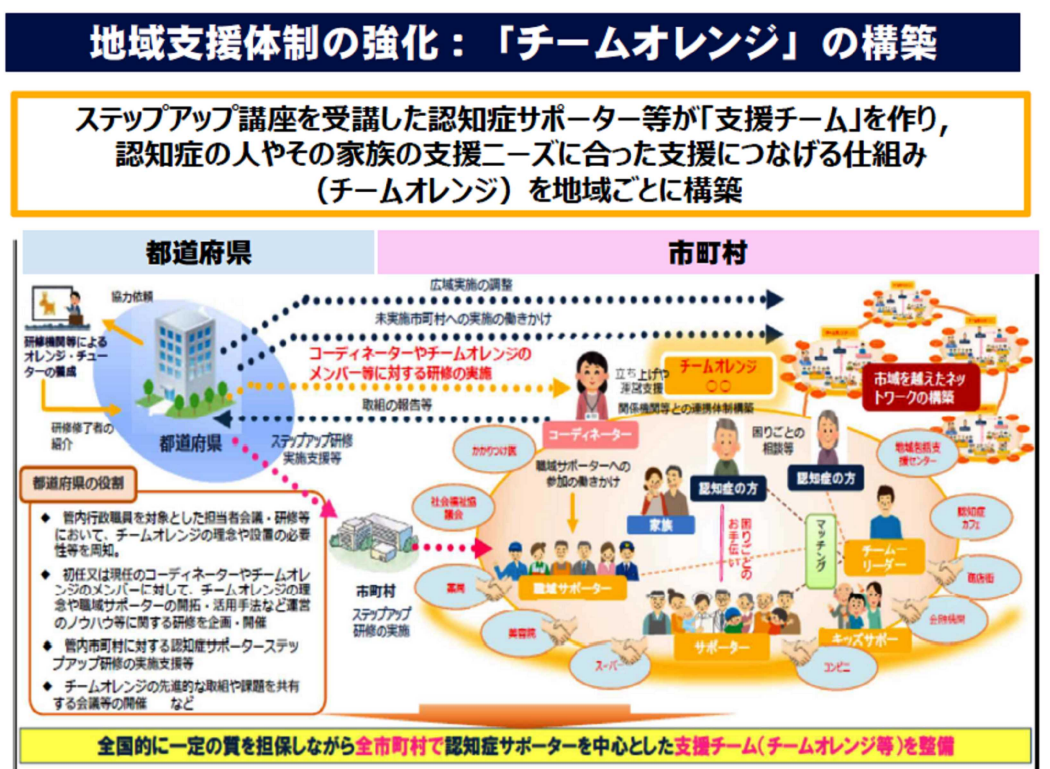 地域支援体制の強化：「チームオレンジ」の構築
ステップアップ講座を受講した認知症サポーター等が「支援チーム」を作り，
認知症の人やその家族の支援ニーズに合った支援につなげる仕組み
（チームオレンジ）を地域ごとに構築
都道府県
市町村
協力依頼
研修機関等による
オレンジ・チュー
ターの養成
研修修了者の
紹介
都道府県
広域実施の調整
未実施市町村への実施の働きかけ
コーディネーターやチームオレンジの
メンバー等に対する研修の実施
取組の報告等
ステップアップ研修
実施支援等
立ち上げや
運営支援
チームオレンジ
○○
関係機関等との連携体制構築
市域を越えたネッ
トワークの構築
コーディネーター
困りごとの
相談等
かかりつけ医
地域包括支
援センター
職域サポーターへの
参加の働きかけ
認知症の方
認知症の方
家族
社会福祉協
議会
認知症
カフェ
困りごとの
お手伝い
マッチング
チームー
リーダー
職域サポーター
薬局
商店街
美容院
金融機関
サポーター
キッズサポー
スーパー
コンビニ
市町村
ステップアップ
研修の実施
都道府県の役割
◆ 管内行政職員を対象とした担当者会議・研修等
において、チームオレンジの理念や設置の必要
性等を周知。
◆ 初任又は現任のコーディネーターやチームオレ
ンジのメンバーに対して、チームオレンジの理
念や職域サポーターの開拓・活用手法など運営
のノウハウ等に関する研修を企画・開催
◆ 管内市町村に対する認知症サポーターステッ
プアップ研修の実施支援等
◆ チームオレンジの先進的な取組や課題を共有
する会議等の開催　など
全国的に一定の質を担保しながら全市町村で認知症サポーターを中心とした支援チーム（チームオレンジ等）を整備